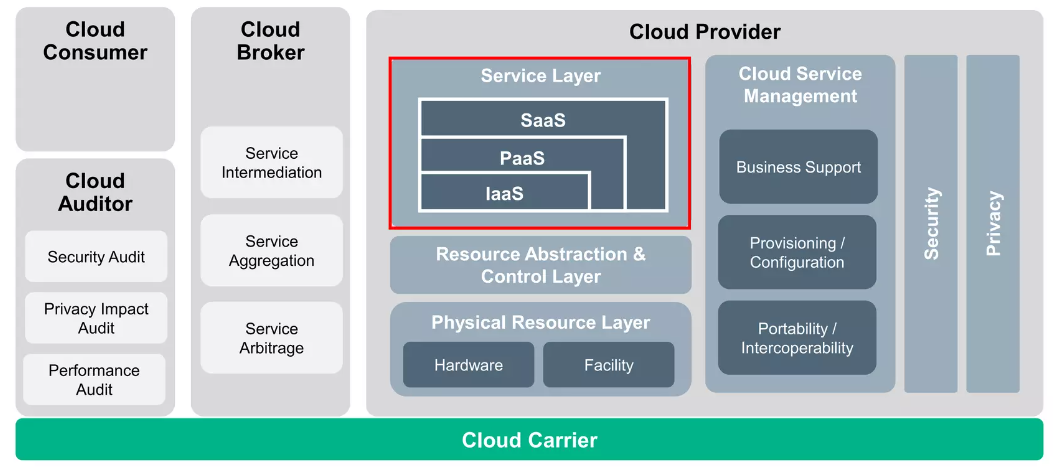 Cloud
Consumer
Cloud
Auditor
Security Audit
Privacy Impact
Audit
Performance
Audit
Cloud
Broker
Service
Intermediation
Service
Aggregation
Service
Arbitrage
Cloud Provider
Service Layer
SaaS
PaaS
IaaS
Resource Abstraction &
Control Layer
Physical Resource Layer
Hardware
Facility
Cloud Service
Management
Business Support
Provisioning /
Configuration
Portability /
Intercoperability
Security
Privacy
Cloud Carrier